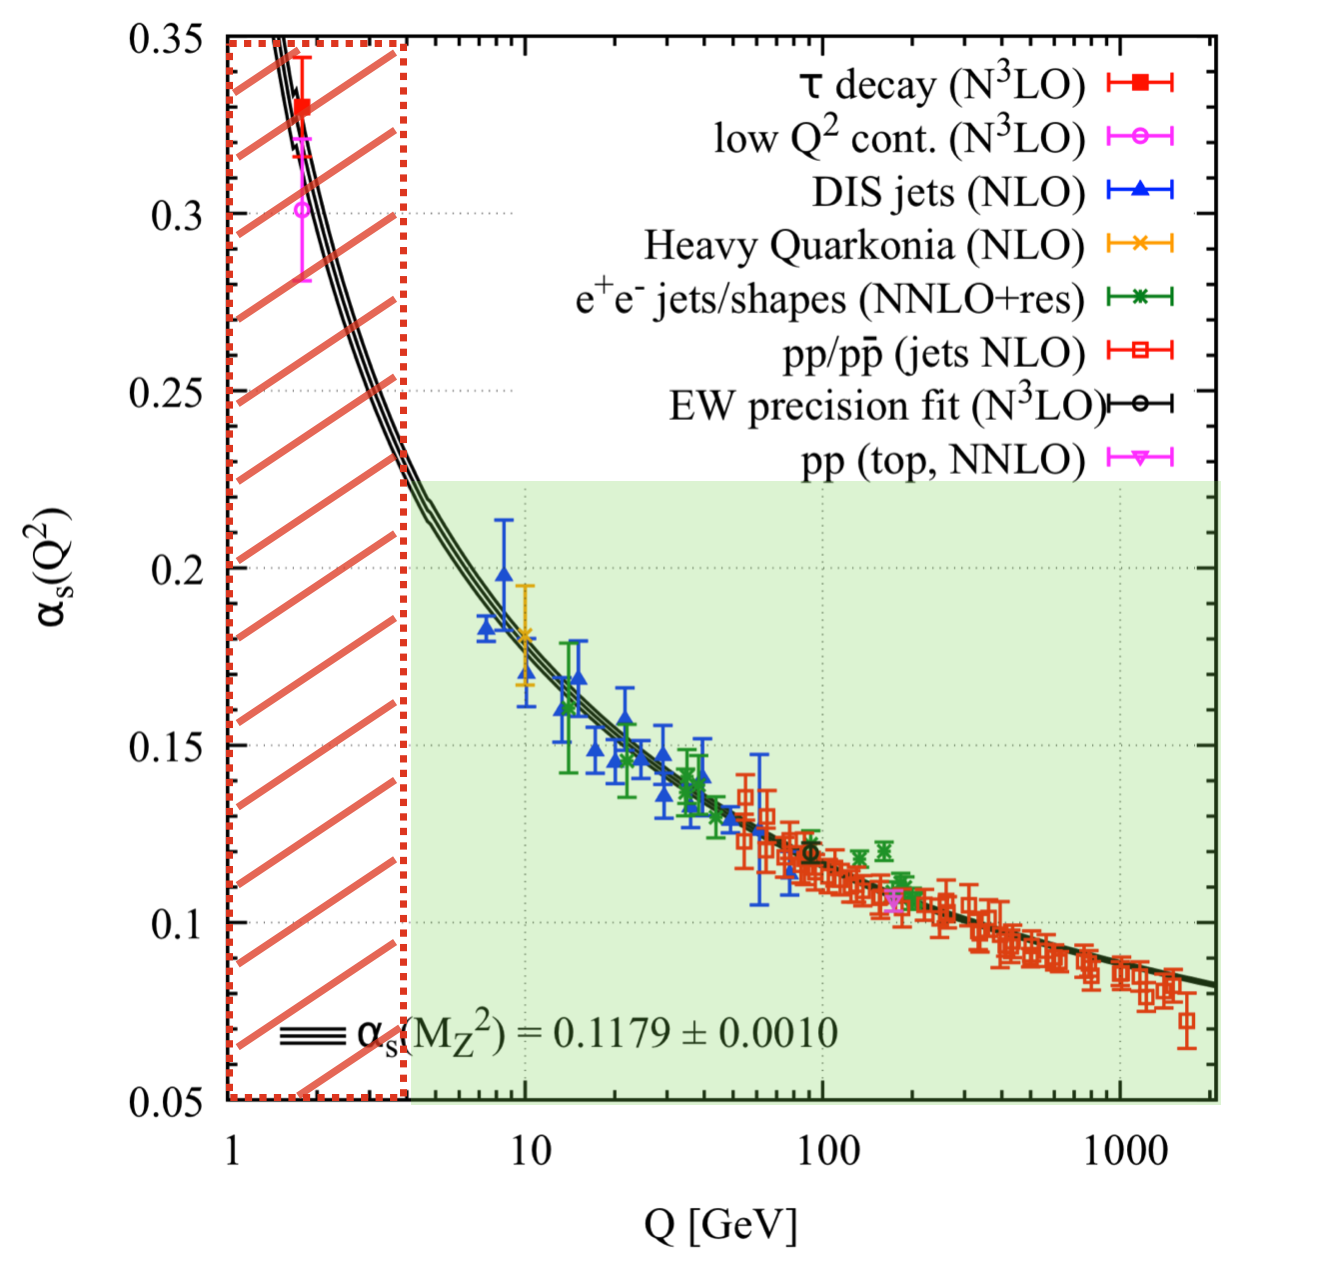 0.35
0.3
0.25
0.2
0.15
0.1
0.05
αs(Q²)
τ decay (N³LO)
low Q² cont. (N³LO)
DIS jets (NLO)
Heavy Quarkonia (NLO)
e⁺e⁻ jets/shapes (NNLO+res)
pp/pp̄ (jets NLO)
EW precision fit (N³LO)
pp (top, NNLO)
αs(MZ²) = 0.1179 ± 0.0010
1 10 100 1000
Q [GeV]